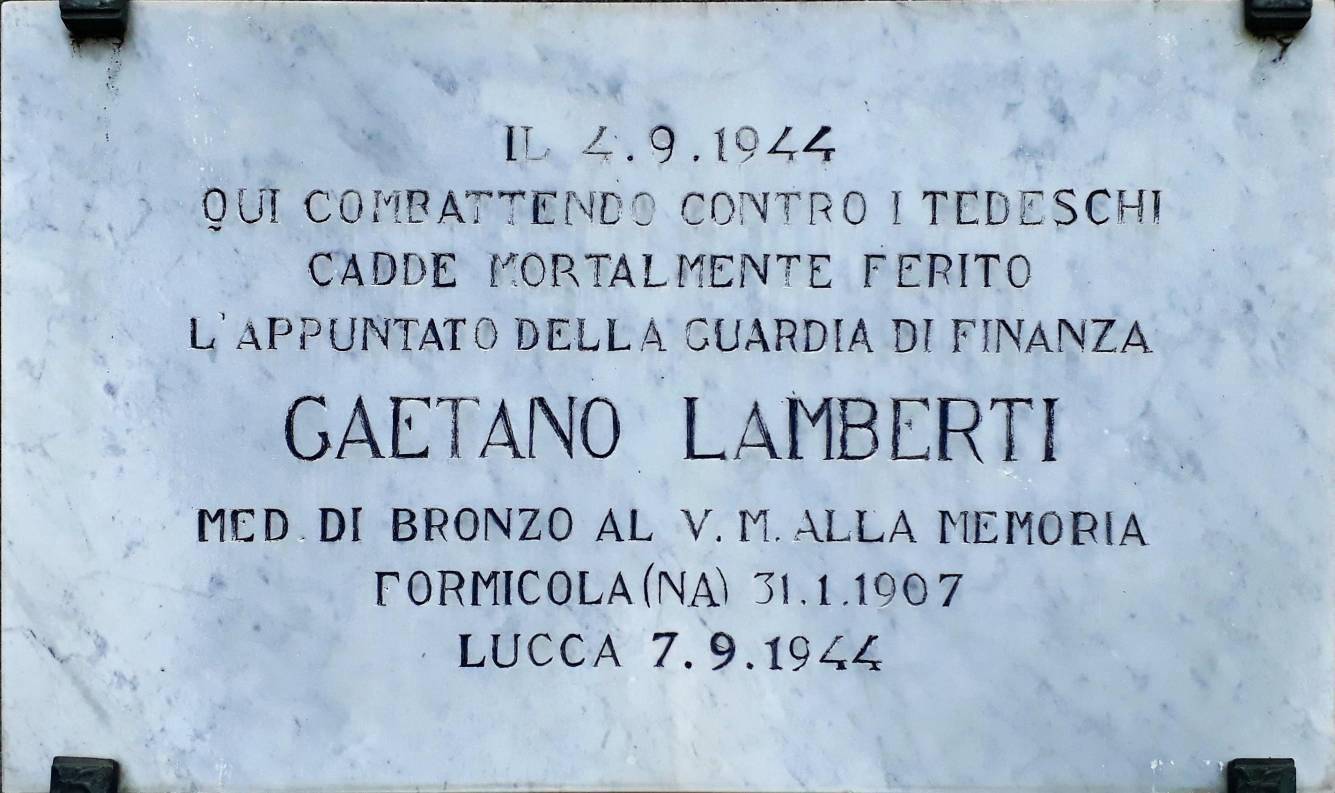 IL 4.9.1944
QUI COMBATTENDO CONTRO I TEDESCHI
CADDE MORTALMENTE FERITO
L'APPUNTATO DELLA GUARDIA DI FINANZA
GAETANO LAMBERTI
MED. DI BRONZO AL V.M. ALLA MEMORIA
FORMICOLA (NA) 31.1.1907
LUCCA 7.9.1944